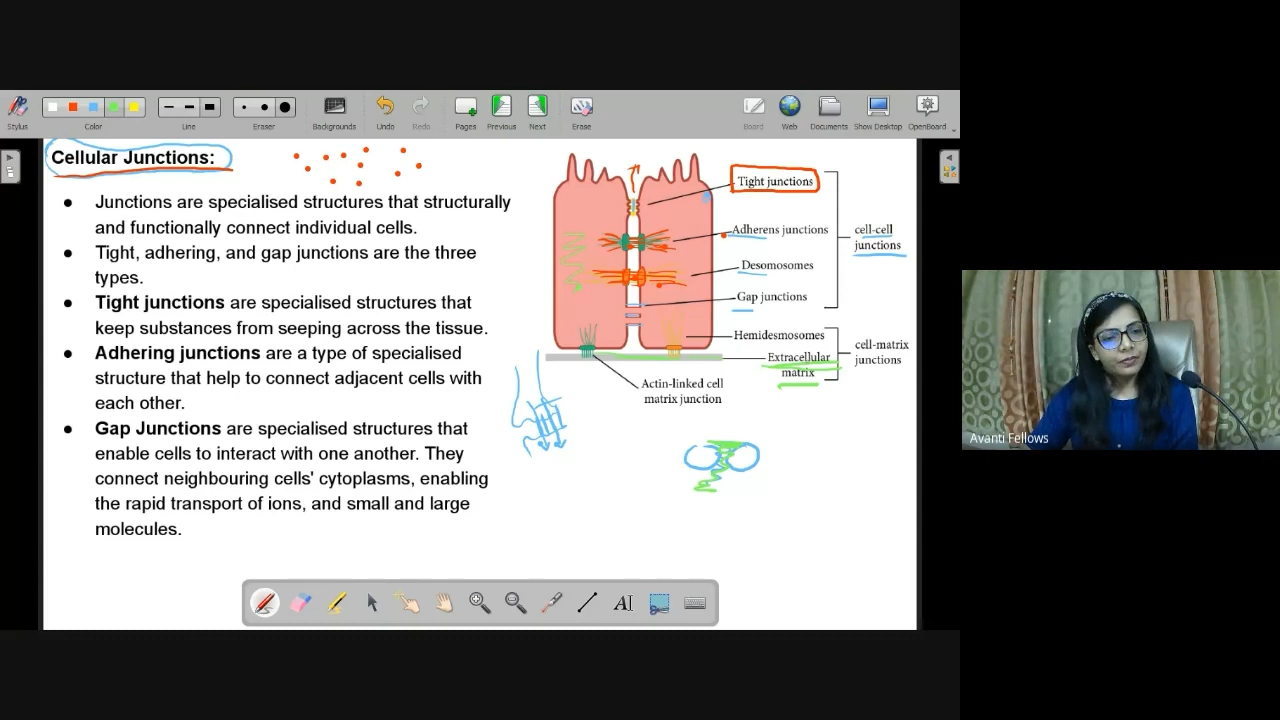 Stylus
Color
Line
Eraser
Backgrounds
Undo
Redo
Pages
Previous
Next
Erase
Board
Web
Documents
Show Desktop
OpenBoard
Cellular Junctions:
● Junctions are specialised structures that structurally
and functionally connect individual cells.
● Tight, adhering, and gap junctions are the three
types.
● Tight junctions are specialised structures that
keep substances from seeping across the tissue.
● Adhering junctions are a type of specialised
structure that help to connect adjacent cells with
each other.
● Gap Junctions are specialised structures that
enable cells to interact with one another. They
connect neighbouring cells' cytoplasms, enabling
the rapid transport of ions, and small and large
molecules.
Tight junctions
Adherens junctions
Desomosomes
Gap junctions
cell-cell
junctions
Hemidesmosomes
Extracellular
matrix
cell-matrix
junctions
Actin-linked cell
matrix junction
Avanti Fellows